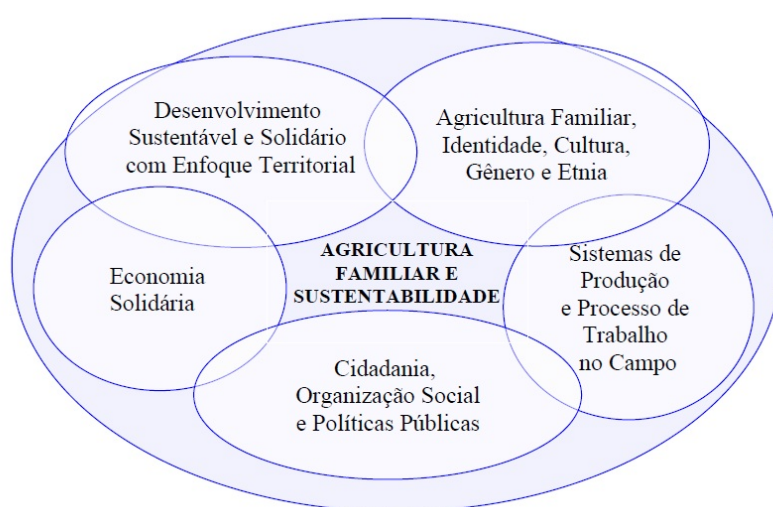 Desenvolvimento
Sustentável e Solidário
com Enfoque Territorial
Agricultura Familiar,
Identidade, Cultura,
Gênero e Etnia
AGRICULTURA
FAMILIAR E
SUSTENTABILIDADE
Economia
Solidária
Sistemas de
Produção
e Processo de
Trabalho
no Campo
Cidadania,
Organização Social
e Políticas Públicas